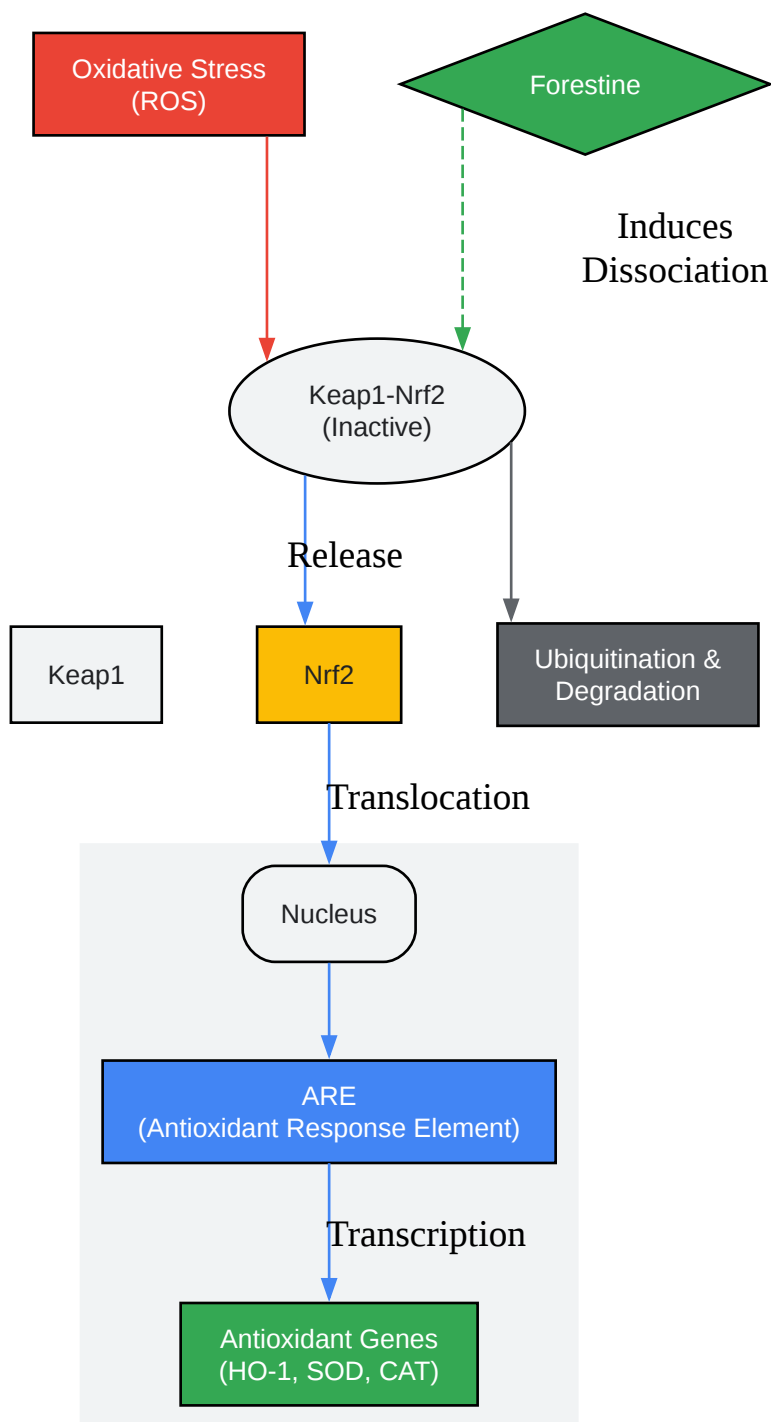 Oxidative Stress
(ROS)
Forestine
Induces
Dissociation
Keap1-Nrf2
(Inactive)
Release
Keap1
Nrf2
Ubiquitination &
Degradation
Translocation
Nucleus
ARE
(Antioxidant Response Element)
Transcription
Antioxidant Genes
(HO-1, SOD, CAT)